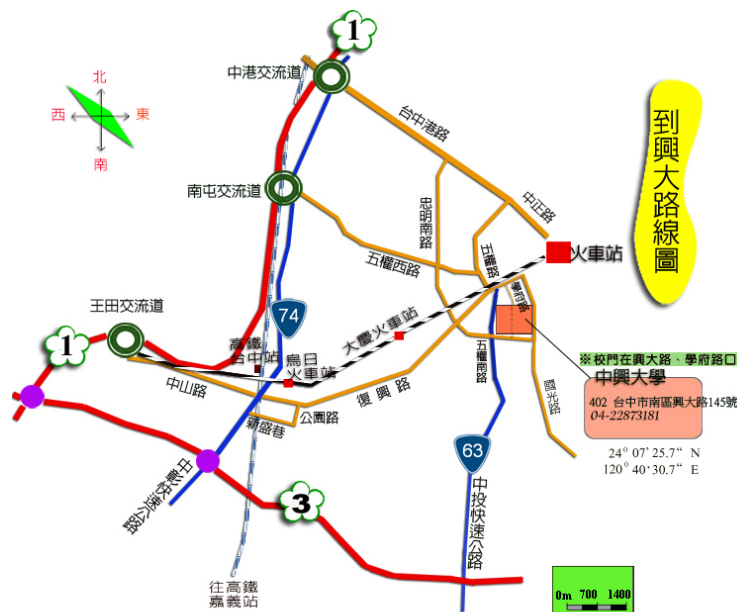 1
中港交流道
北
西
東
南
台中港路
到興大路線圖
南屯交流道
忠明南路
中正路
五權路
火車站
五權西路
學府路
74
王田交流道
1
高鐵
台中站
烏日
火車站
大慶火車站
※校門在興大路、學府路口
中興大學
402 台中市南區興大路145號
04-22873181
中山路
復興路
五權南路
國光路
公園路
新盛巷
24° 07'25.7“ N
120° 40'30.7“ E
63
中彰快速公路
3
中投快速公路
往高鐵
嘉義站
0m 700 1400